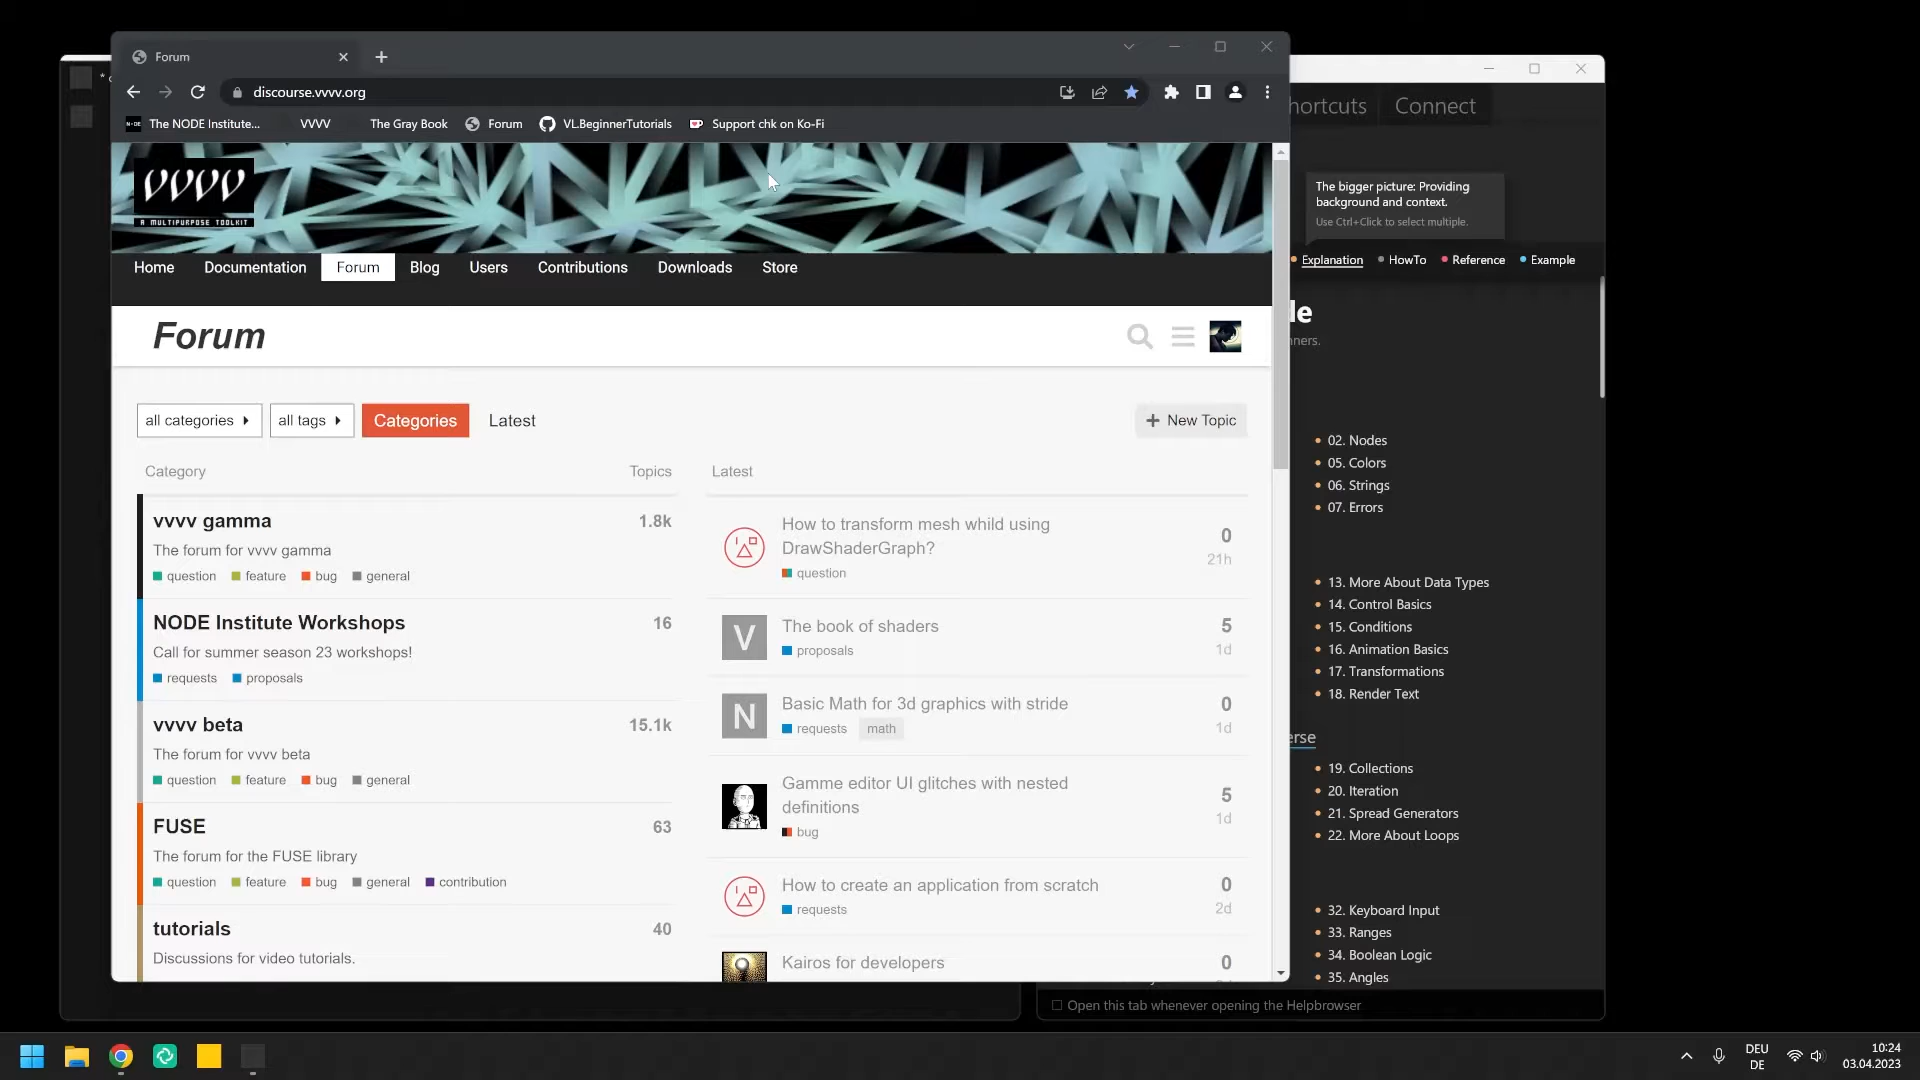 Forum
discourse.vvvv.org
The NODE Institute...
VVVV
The Gray Book
Forum
VL.BeginnerTutorials
Support chk on Ko-Fi
vvvv
A MULTIPURPOSE TOOLKIT
Home
Documentation
Forum
Blog
Users
Contributions
Downloads
Store
Forum
all categories
all tags
Categories
Latest
+ New Topic
Category
Topics
vvvv gamma
1.8k
The forum for vvvv gamma
question
feature
bug
general
NODE Institute Workshops
16
Call for summer season 23 workshops!
requests
proposals
vvvv beta
15.1k
The forum for vvvv beta
question
feature
bug
general
FUSE
63
The forum for the FUSE library
question
feature
bug
general
contribution
tutorials
40
Discussions for video tutorials.
Latest
How to transform mesh whild using
DrawShaderGraph?
question
0
21h
V
The book of shaders
proposals
5
1d
N
Basic Math for 3d graphics with stride
requests
math
0
1d
Gamme editor UI glitches with nested
definitions
bug
5
1d
How to create an application from scratch
requests
0
2d
Kairos for developers
0
hortcuts
Connect
The bigger picture: Providing
background and context.
Use Ctrl+Click to select multiple.
Explanation
HowTo
Reference
Example
le
nners.
02. Nodes
05. Colors
06. Strings
07. Errors
13. More About Data Types
14. Control Basics
15. Conditions
16. Animation Basics
17. Transformations
18. Render Text
erse
19. Collections
20. Iteration
21. Spread Generators
22. More About Loops
32. Keyboard Input
33. Ranges
34. Boolean Logic
35. Angles
Open this tab whenever opening the Helpbrowser
DEU
DE
10:24
03.04.2023